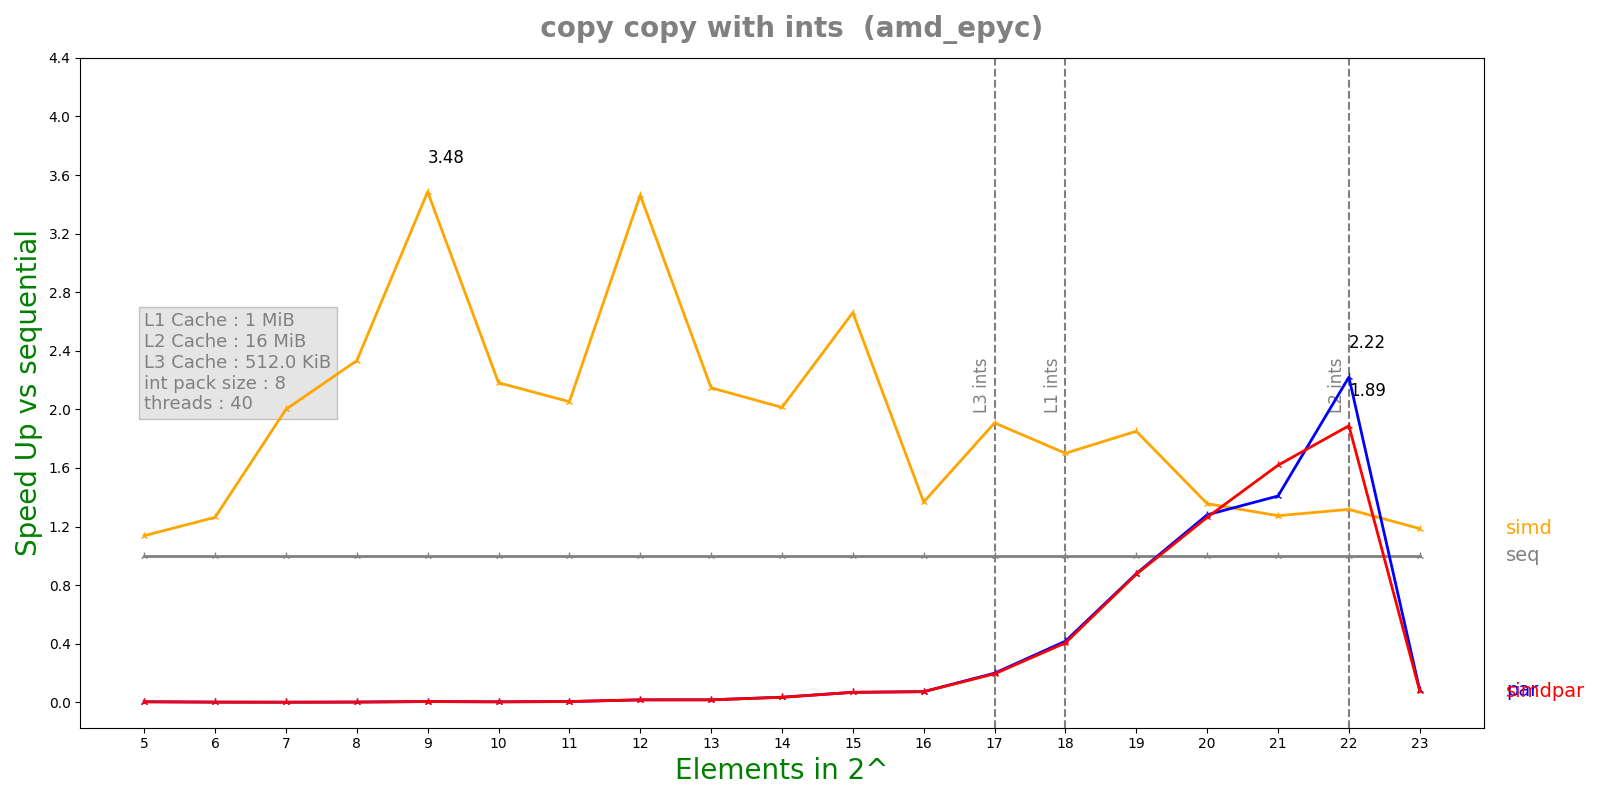 copy copy with ints (amd_epyc)
4.4
4.0
3.6
3.2
2.8
2.4
2.0
1.6
1.2
0.8
0.4
0.0
Speed Up vs sequential
3.48
L1 Cache : 1 MiB
L2 Cache : 16 MiB
L3 Cache : 512.0 KiB
int pack size : 8
threads : 40
L3 ints
L1 ints
L2 ints
2.22
1.89
simd
seq
par
simdpar
5 6 7 8 9 10 11 12 13 14 15 16 17 18 19 20 21 22 23
Elements in 2^